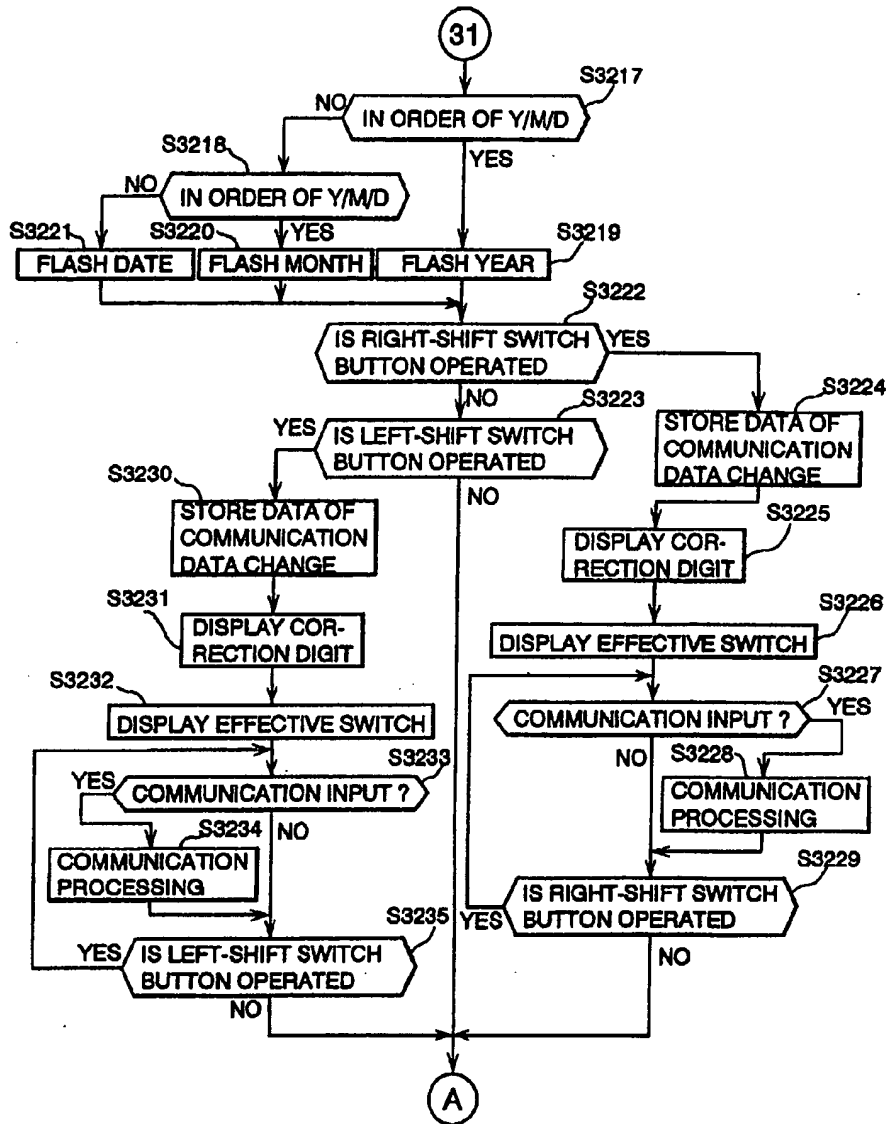 31
S3217
NO
IN ORDER OF Y/M/D
S3218
YES
NO
IN ORDER OF Y/M/D
S3221
S3220
YES
S3219
FLASH DATE
FLASH MONTH
FLASH YEAR
S3222
IS RIGHT-SHIFT SWITCH
BUTTON OPERATED
YES
NO
S3223
S3224
YES
IS LEFT-SHIFT SWITCH
BUTTON OPERATED
STORE DATA OF
COMMUNICATION
DATA CHANGE
S3230
NO
STORE DATA OF
COMMUNICATION
DATA CHANGE
S3225
DISPLAY COR-
RECTION DIGIT
S3231
DISPLAY COR-
RECTION DIGIT
S3226
DISPLAY EFFECTIVE SWITCH
S3232
DISPLAY EFFECTIVE SWITCH
S3227
COMMUNICATION INPUT ?
YES
S3233
YES
COMMUNICATION INPUT ?
NO
S3228
COMMUNICATION
PROCESSING
S3234
NO
COMMUNICATION
PROCESSING
S3229
IS RIGHT-SHIFT SWITCH
BUTTON OPERATED
YES
S3235
YES
IS LEFT-SHIFT SWITCH
BUTTON OPERATED
NO
NO
A